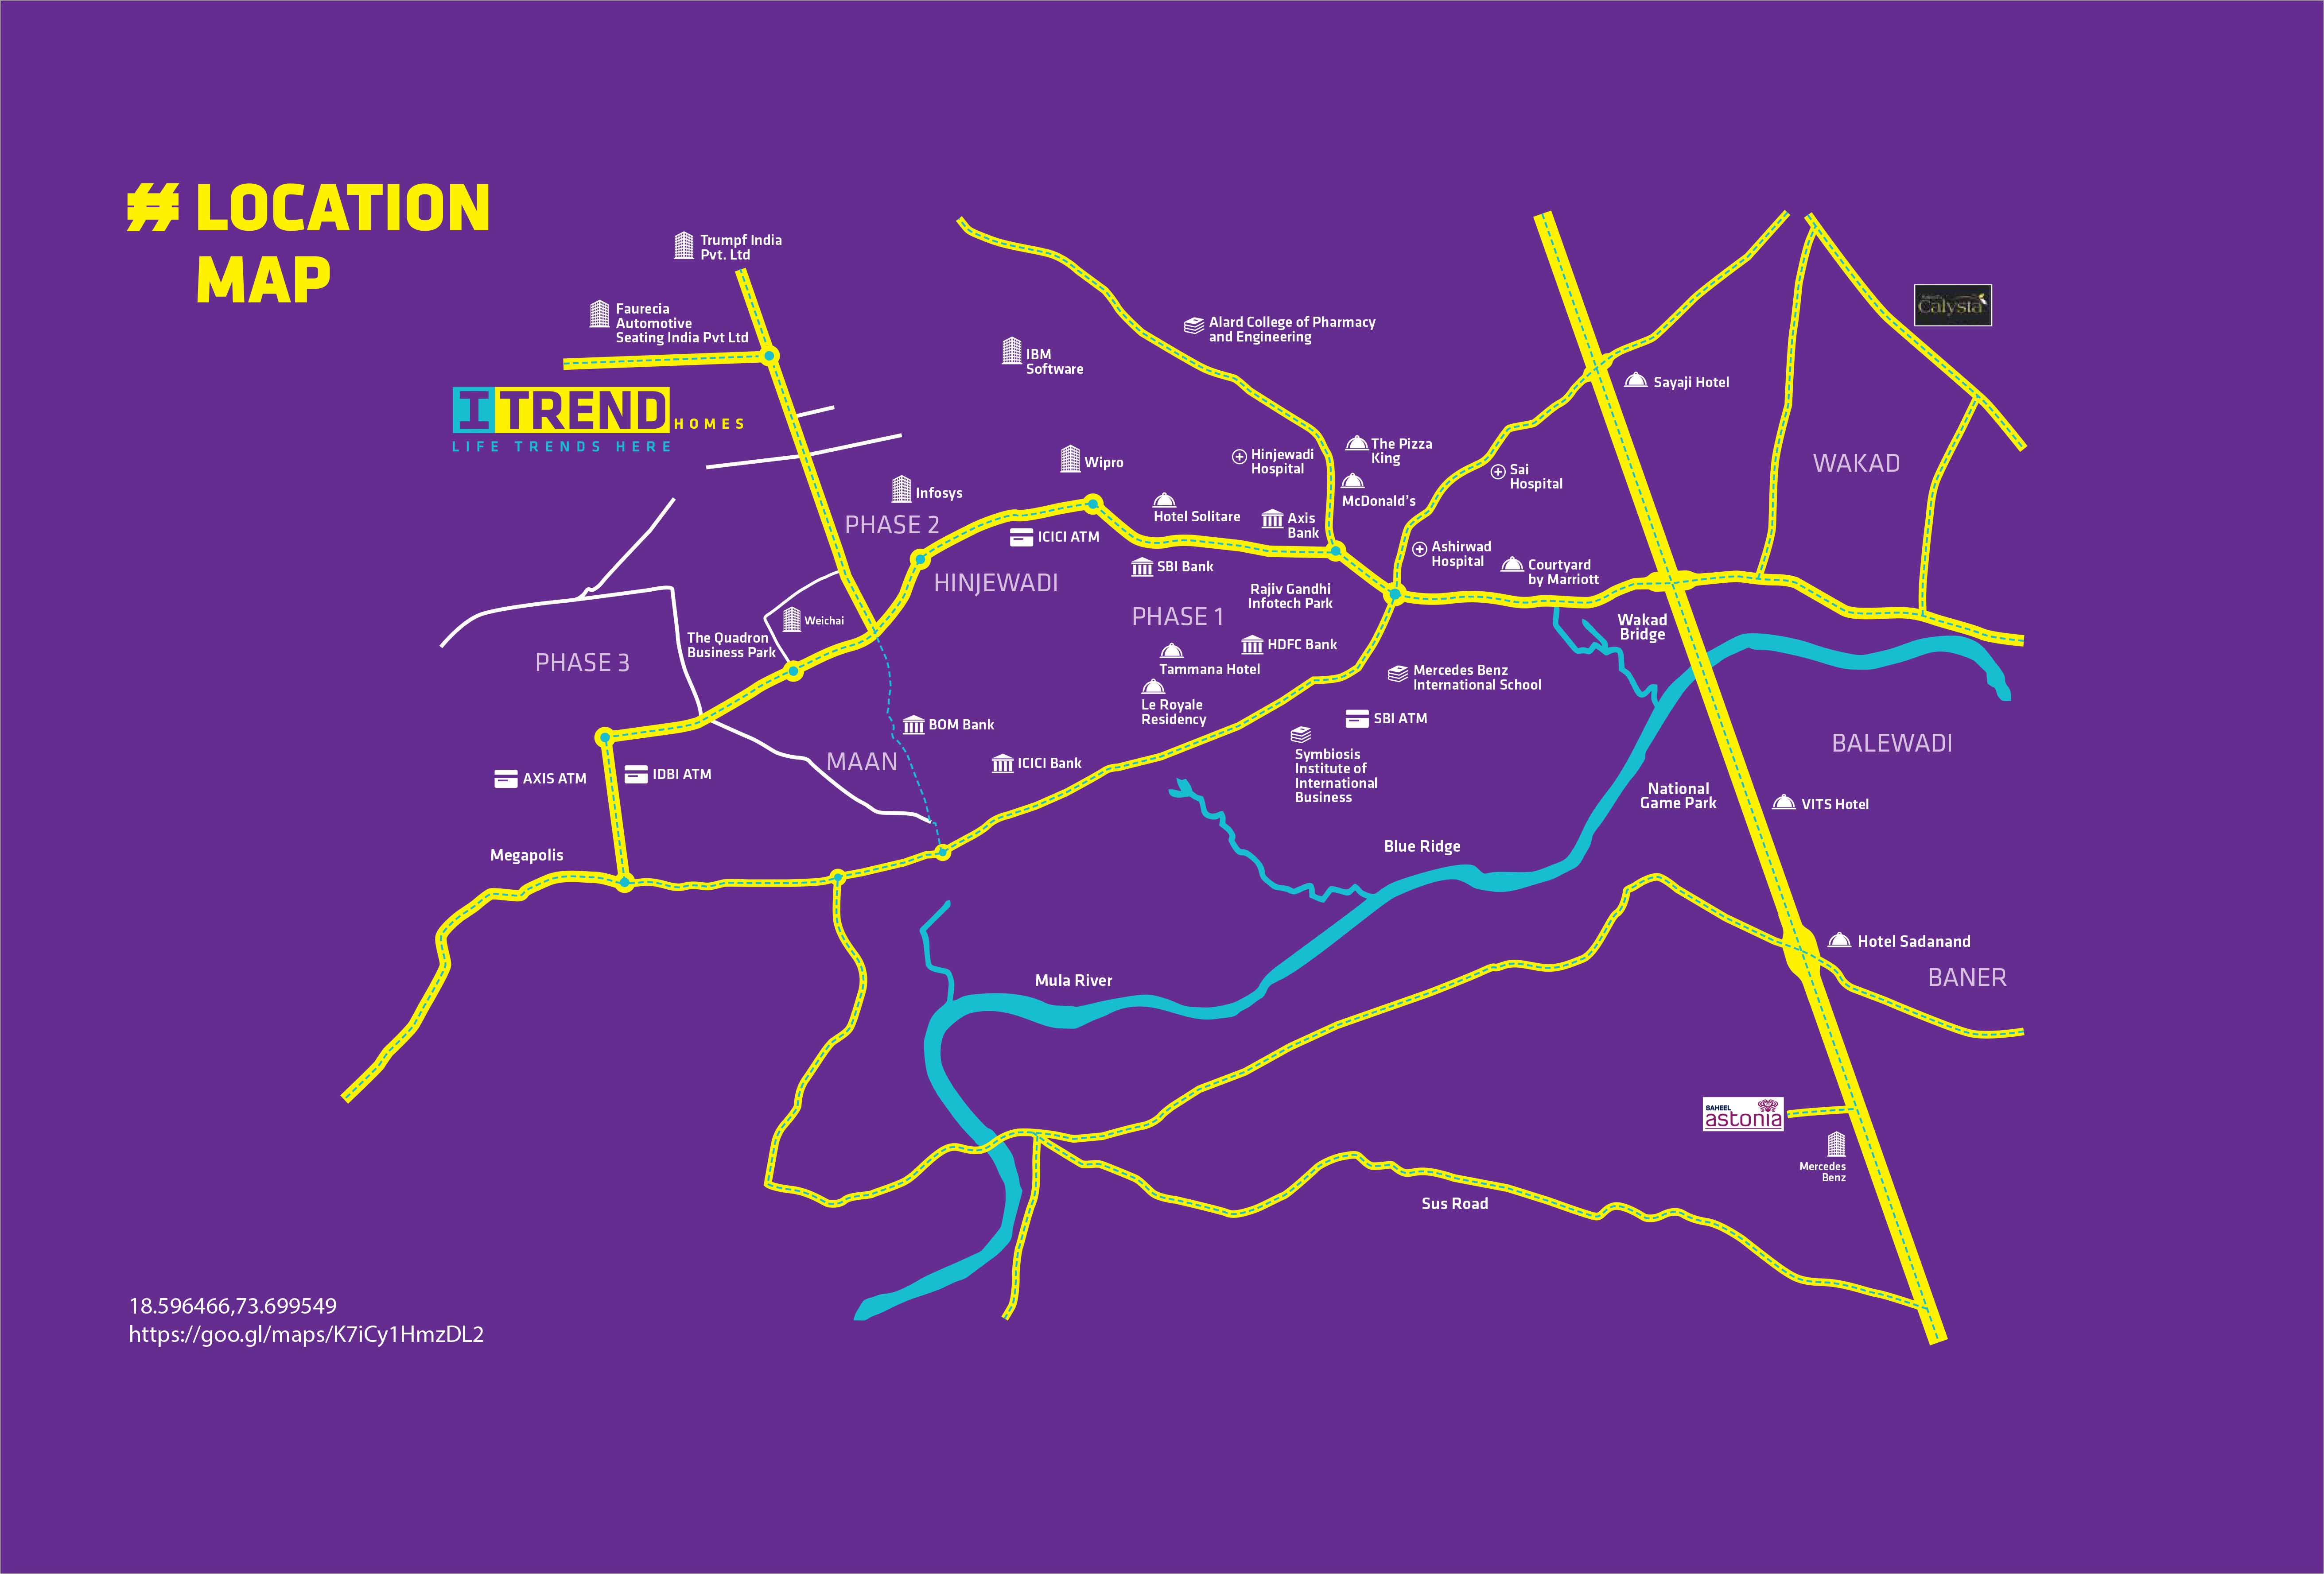 # LOCATION
MAP
Trumpf India
Pvt. Ltd
Faurecia
Automotive
Seating India Pvt Ltd
I TREND HOMES
LIFE TRENDS HERE
IBM
Software
Alard College of Pharmacy
and Engineering
Calysta
Sayaji Hotel
The Pizza
King
Hinjewadi
Hospital
Wipro
McDonald's
Sai
Hospital
WAKAD
Infosys
PHASE 2
Hotel Solitare
Axis
Bank
ICICI ATM
SBI Bank
HINJEWADI
Ashirwad
Hospital
Courtyard
by Marriott
Rajiv Gandhi
Infotech Park
PHASE 1
Weichai
The Quadron
Business Park
PHASE 3
Wakad
Bridge
HDFC Bank
Tammana Hotel
Le Royale
Residency
Mercedes Benz
International School
SBI ATM
BOM Bank
MAAN
ICICI Bank
Symbiosis
Institute of
International
Business
BALEWADI
AXIS ATM
IDBI ATM
National
Game Park
VITS Hotel
Megapolis
Blue Ridge
Hotel Sadanand
BANER
Mula River
BAHEEL
astonia
Mercedes
Benz
Sus Road
18.596466,73.699549
https://goo.gl/maps/K7iCy1HmzDL2